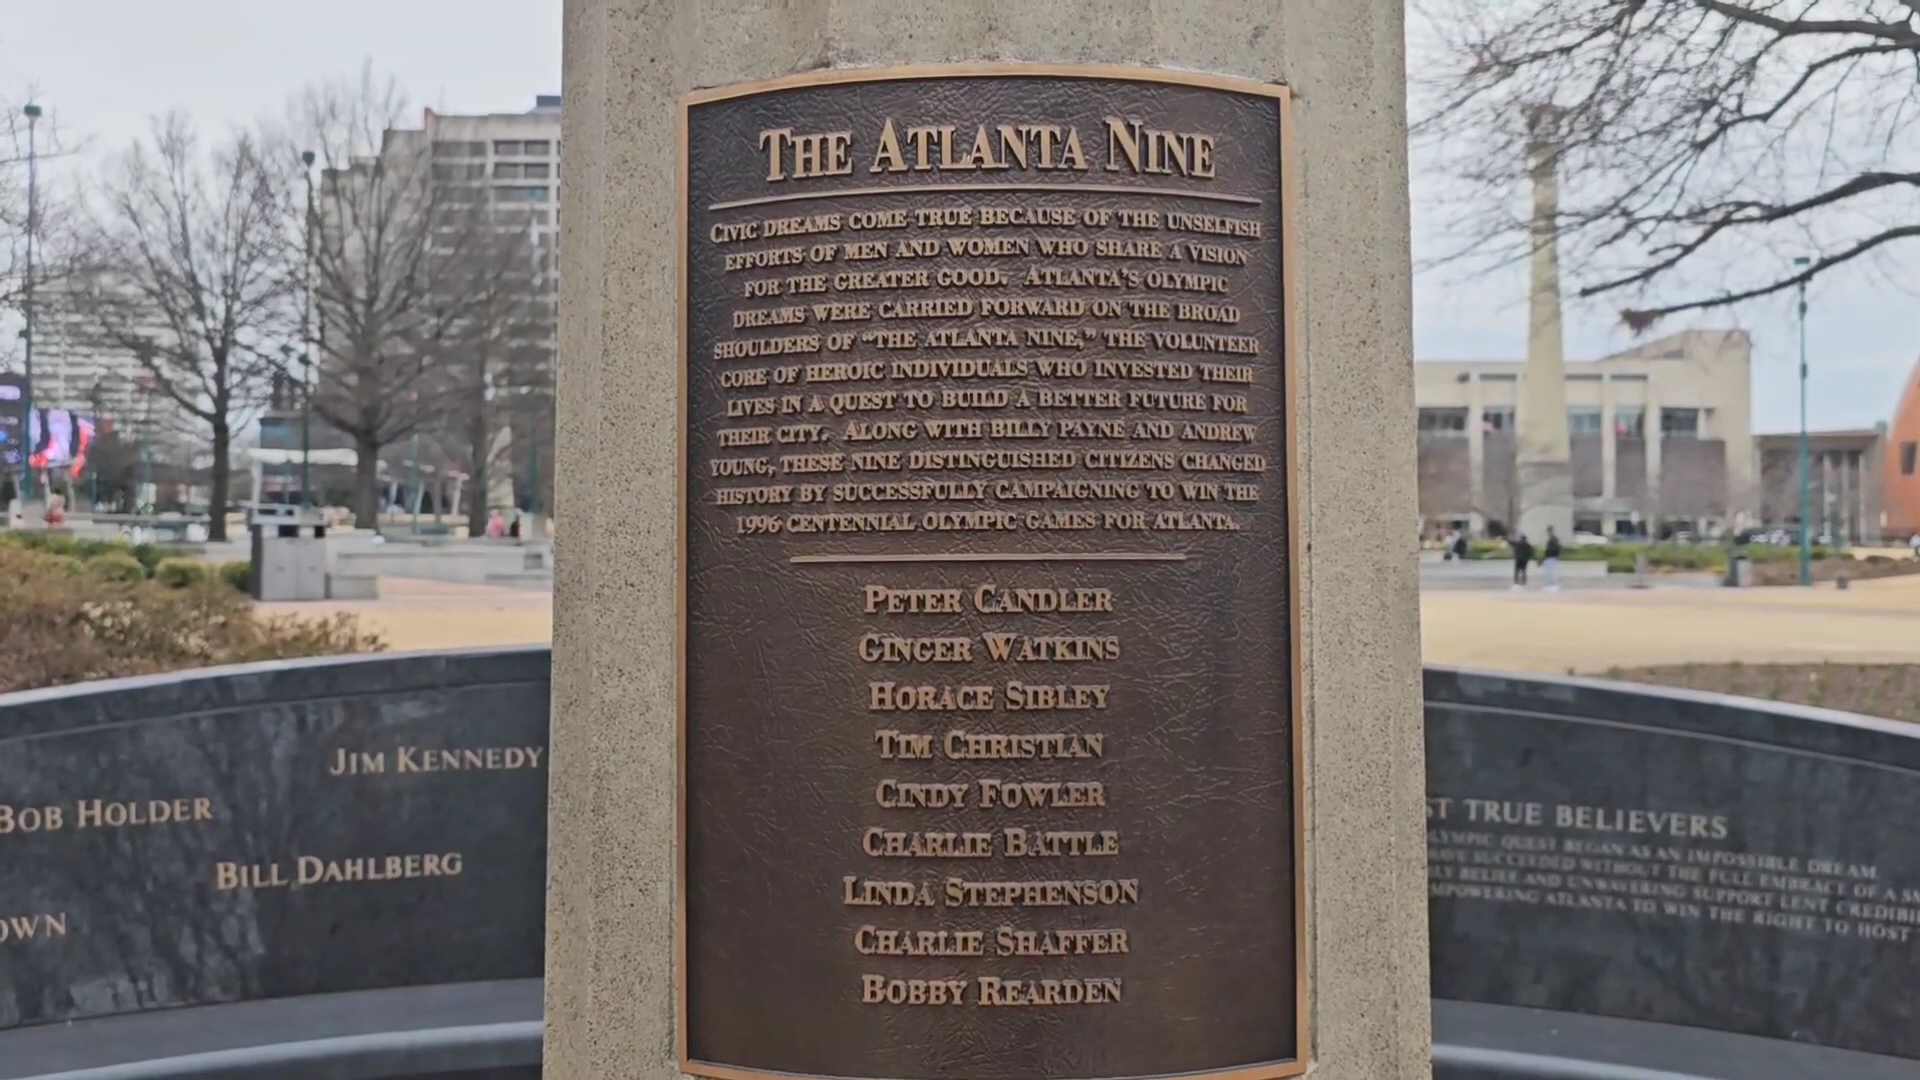 THE ATLANTA NINE
CIVIC DREAMS COME TRUE BECAUSE OF THE UNSELFISH
EFFORTS OF MEN AND WOMEN WHO SHARE A VISION
FOR THE GREATER GOOD. ATLANTA'S OLYMPIC
DREAMS WERE CARRIED FORWARD ON THE BROAD
SHOULDERS OF “THE ATLANTA NINE,” THE VOLUNTEER
CORE OF HEROIC INDIVIDUALS WHO INVESTED THEIR
LIVES IN A QUEST TO BUILD A BETTER FUTURE FOR
THEIR CITY. ALONG WITH BILLY PAYNE AND ANDREW
YOUNG, THESE NINE DISTINGUISHED CITIZENS CHANGED
HISTORY BY SUCCESSFULLY CAMPAIGNING TO WIN THE
1996 CENTENNIAL OLYMPIC GAMES FOR ATLANTA.
PETER CANDLER
GINGER WATKINS
HORACE SIBLEY
TIM CHRISTIAN
CINDY FOWLER
CHARLIE BATTLE
LINDA STEPHENSON
CHARLIE SHAFFER
BOBBY REARDEN
JIM KENNEDY
BOB HOLDER
BILL DAHLBERG
OWN
ST TRUE BELIEVERS
LYMPIC QUEST BEGAN AS AN IMPOSSIBLE DREAM.
HAVE SUCCEEDED WITHOUT THE FULL EMBRACE OF A
LY BELIEF AND UNWAVERING SUPPORT LENT
MPOWERING ATLANTA TO WIN THE RIGHT TO HOST